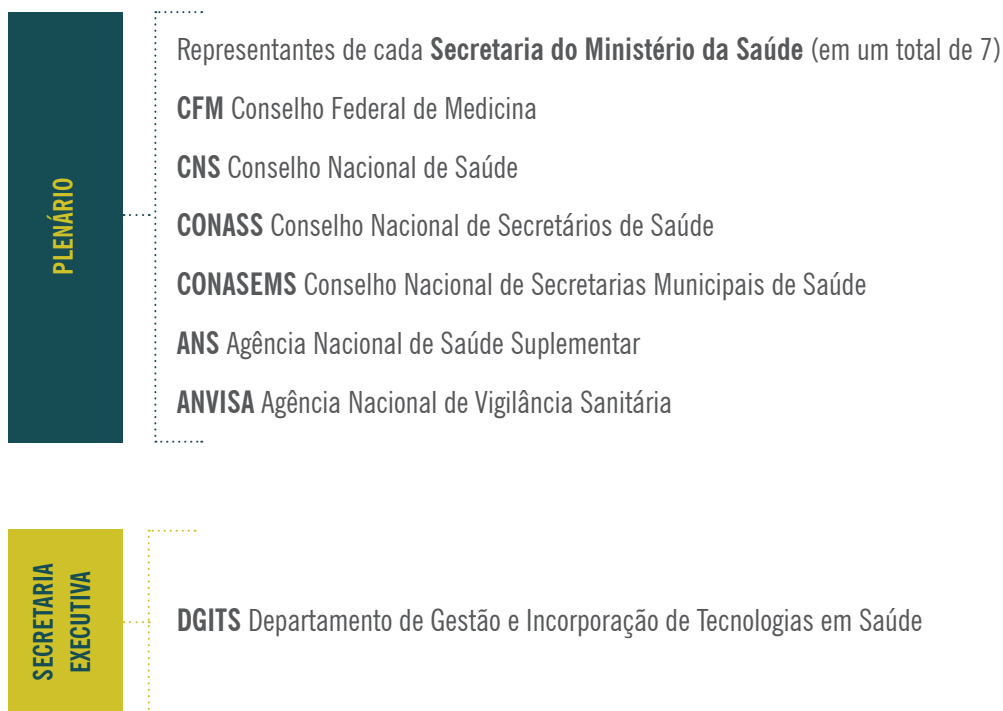 PLENÁRIO
Representantes de cada Secretaria do Ministério da Saúde (em um total de 7)
CFM Conselho Federal de Medicina
CNS Conselho Nacional de Saúde
CONASS Conselho Nacional de Secretários de Saúde
CONASEMS Conselho Nacional de Secretarias Municipais de Saúde
ANS Agência Nacional de Saúde Suplementar
ANVISA Agência Nacional de Vigilância Sanitária
SECRETARIA
EXECUTIVA
DGITS Departamento de Gestão e Incorporação de Tecnologias em Saúde